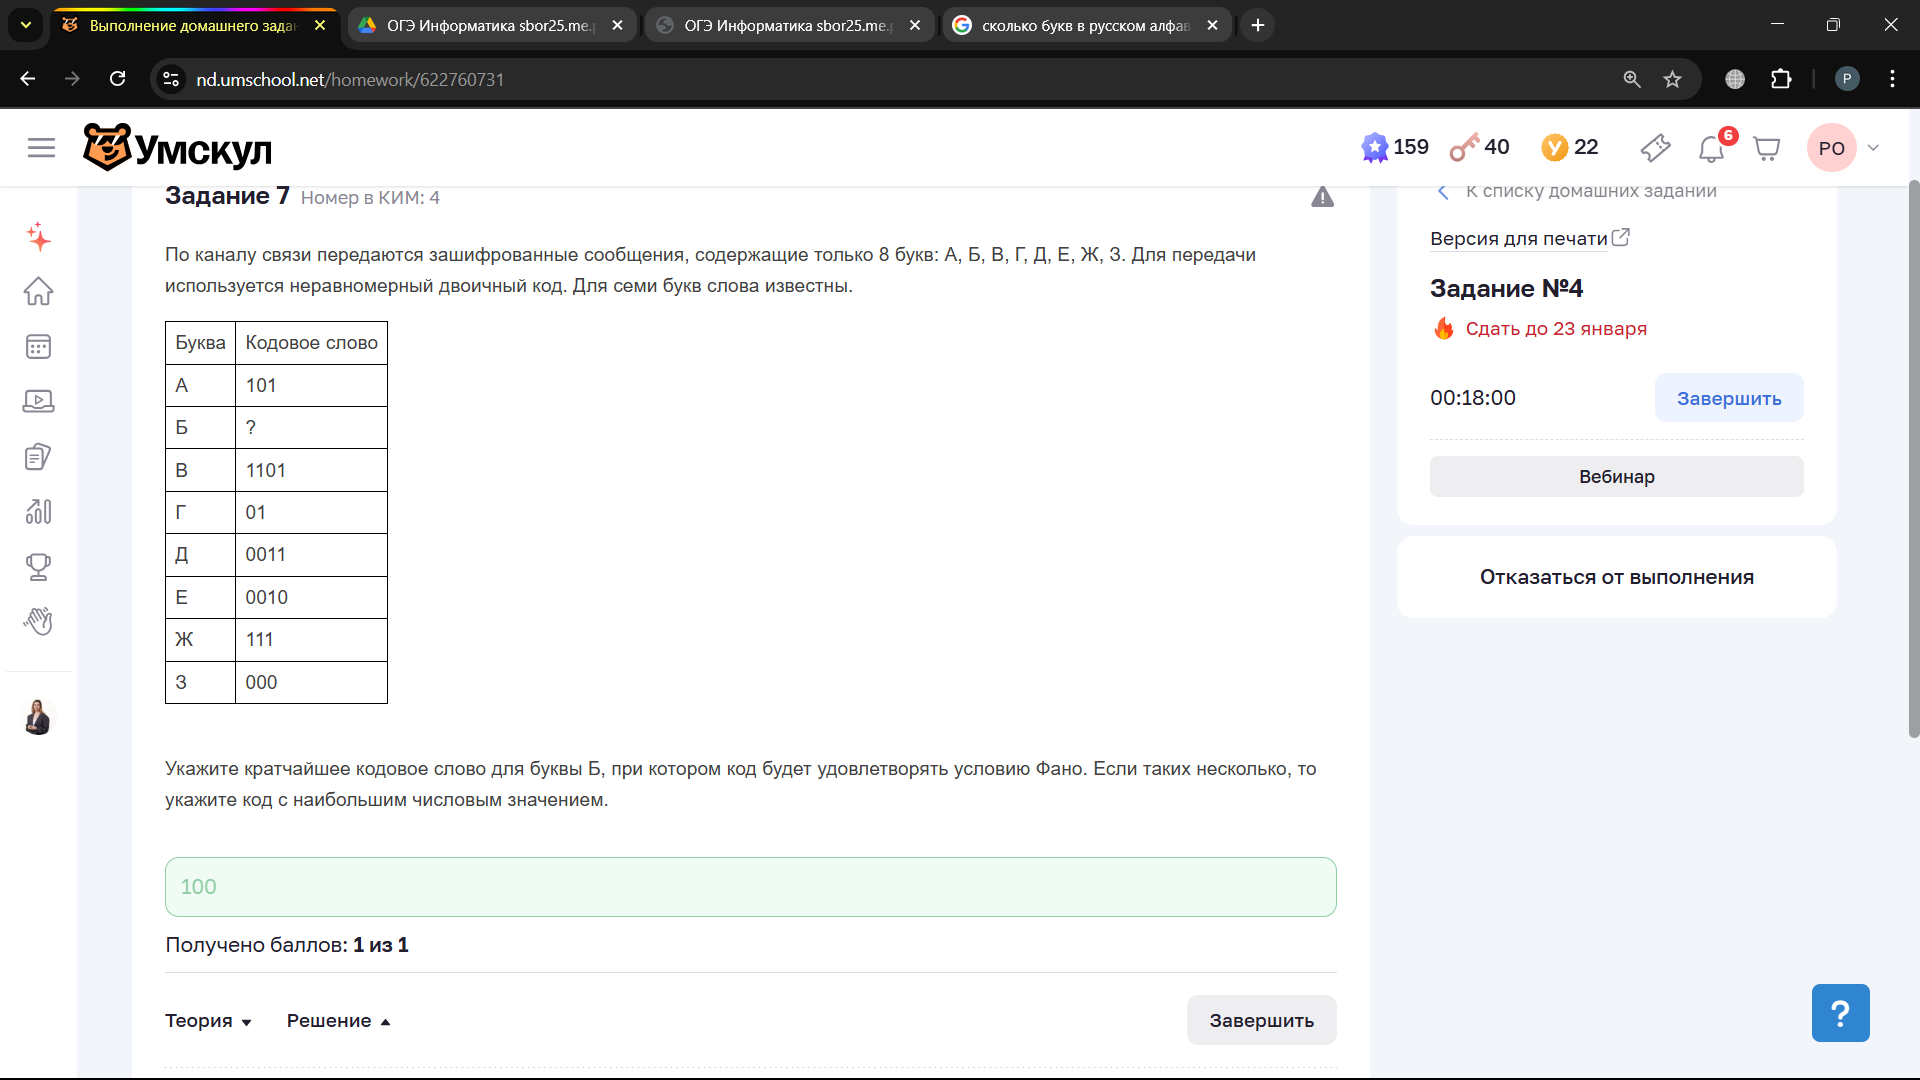 Выполнение домашнего зада
ОГЭ Информатика sbor25.me.
ОГЭ Информатика sbor25.me.
сколько букв в русском алфав
nd.umschool.net/homework/622760731
P
Умскул
159
40
У
22
6
PO
Задание 7 Номер в КИМ: 4
К списку домашних заданий
По каналу связи передаются зашифрованные сообщения, содержащие только 8 букв: А, Б, В, Г, Д, Е, Ж, З. Для передачи
используется неравномерный двоичный код. Для семи букв слова известны.
Версия для печати
Задание №4
Сдать до 23 января
00:18:00
Завершить
Вебинар
Отказаться от выполнения
Буква Кодовое слово
А 101
Б ?
В 1101
Г 01
Д 0011
Е 0010
Ж 111
З 000
Укажите кратчайшее кодовое слово для буквы Б, при котором код будет удовлетворять условию Фано. Если таких несколько, то
укажите код с наибольшим числовым значением.
100
Получено баллов: 1 из 1
Теория
Решение
Завершить
?